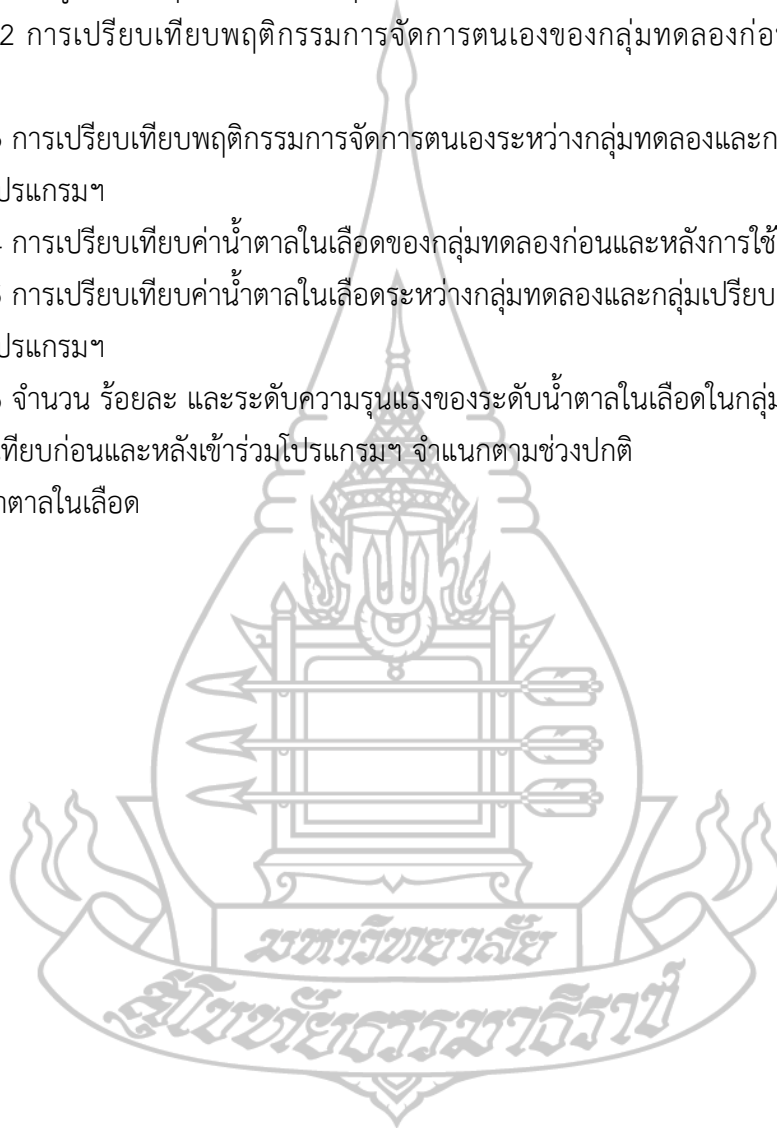 2 การเปรียบเทียบพฤติกรรมการจัดการตนเองของกลุ่มทดลองก่อน
การเปรียบเทียบพฤติกรรมการจัดการตนเองระหว่างกลุ่มทดลองและก
ปรแกรมฯ
การเปรียบเทียบค่าน้ำตาลในเลือดของกลุ่มทดลองก่อนและหลังการใช้
การเปรียบเทียบค่าน้ำตาลในเลือดระหว่างกลุ่มทดลองและกลุ่มเปรียบ
ปรแกรมฯ
จำนวน ร้อยละ และระดับความรุนแรงของระดับน้ำตาลในเลือดในกลุ่ม
เทียบก่อนและหลังเข้าร่วมโปรแกรมฯ จำแนกตามช่วงปกติ
ำตาลในเลือด
มหาวิทยาลัย
สุโขทัยธรรมาธิราช